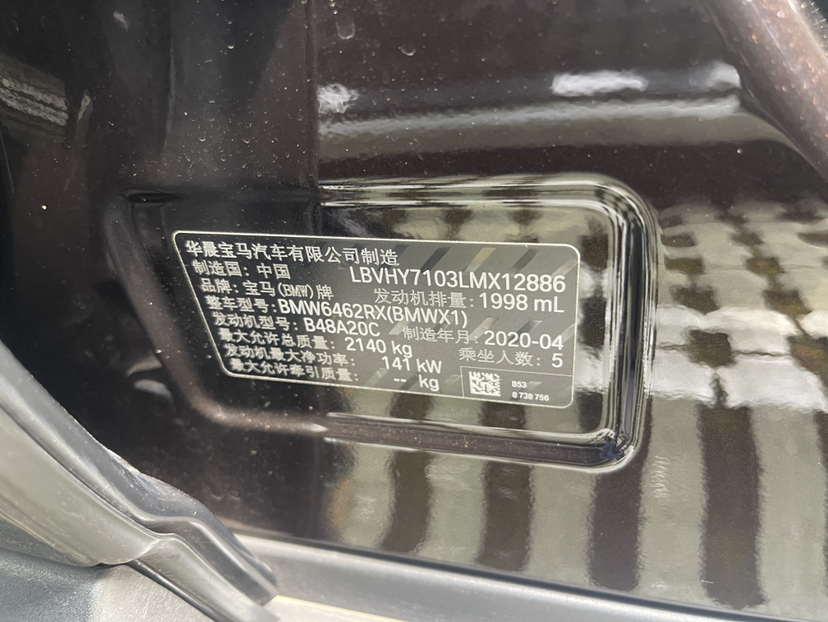 华晨宝马汽车有限公司制造
制造国: 中国 LBVHY7103LMX12886
品牌: 宝马(BMW)牌 发动机排量: 1998 mL
整车型号: BMW6462RX(BMWX1)
发动机型号: B48A20C 制造年月: 2020-04
最大允许总质量: 2140 kg 乘坐人数: 5
发动机最大净功率: 141 kW
最大允许牵引质量: -- kg
B53
8 738 756